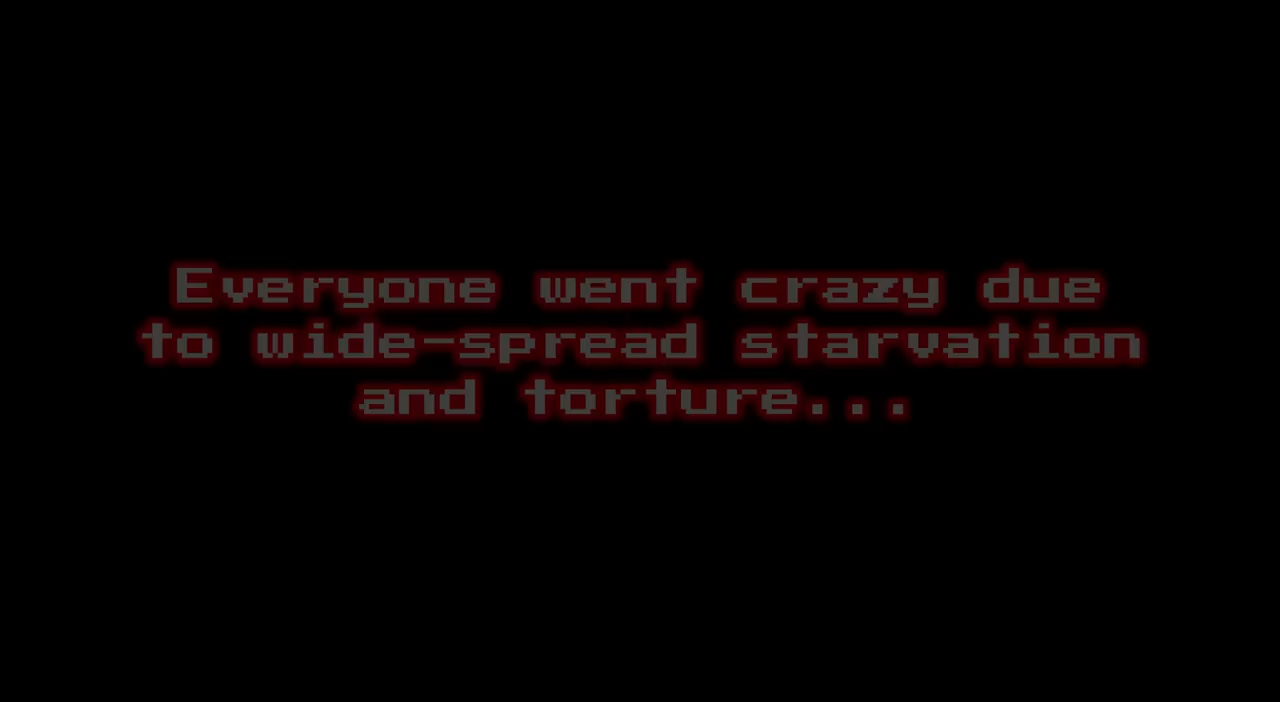 Everyone went crazy due
to wide-spread starvation
and torture...